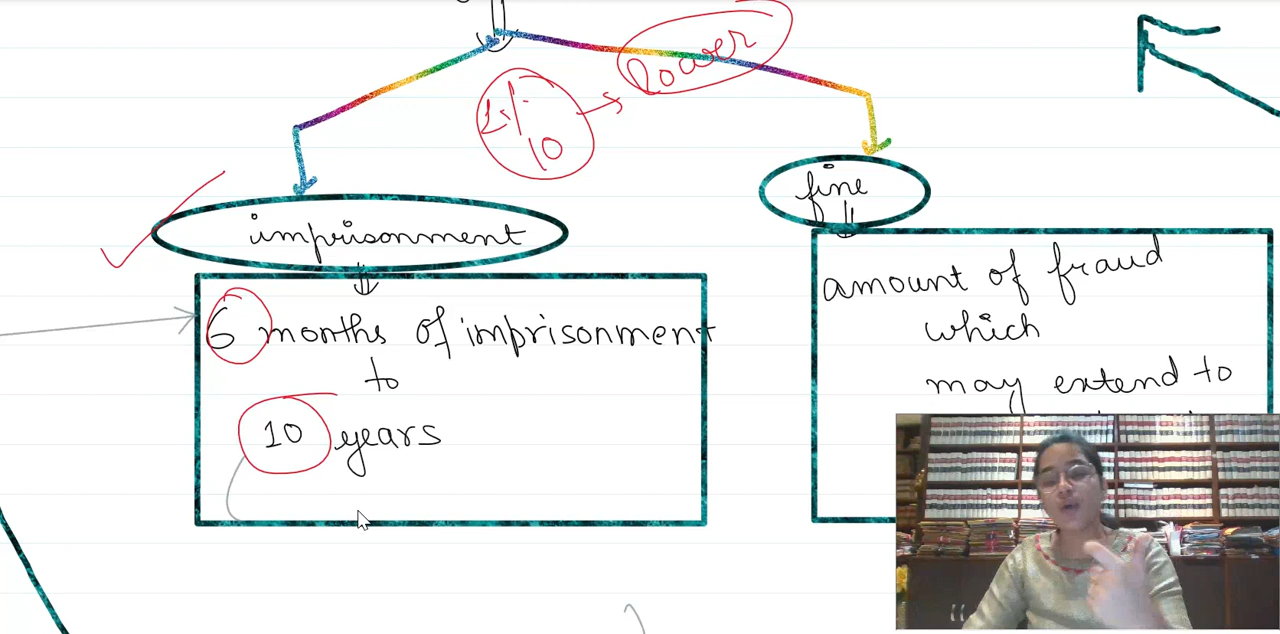 lower
1%
10
fine
imprisonment
6 months of imprisonment
to
10 years
amount of fraud
which
may extend to